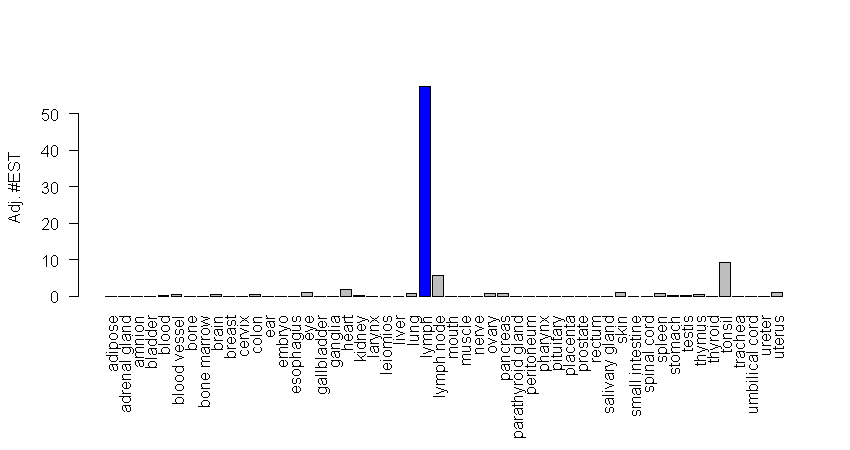 Adj. #EST
50
40
30
20
10
0
adipose
adrenal gland
amnion
bladder
blood
blood vessel
bone
bone marrow
brain
breast
cervix
colon
ear
embryo
esophagus
eye
gallbladder
ganglia
heart
kidney
larynx
leiomios
liver
lung
lymph
lymph node
mouth
muscle
nerve
ovary
pancreas
parathyroid gland
peritoneum
pharynx
pituitary
placenta
prostate
rectum
salivary gland
skin
small intestine
spinal cord
spleen
stomach
testis
thymus
thyroid
tonsil
trachea
umbilical cord
ureter
uterus